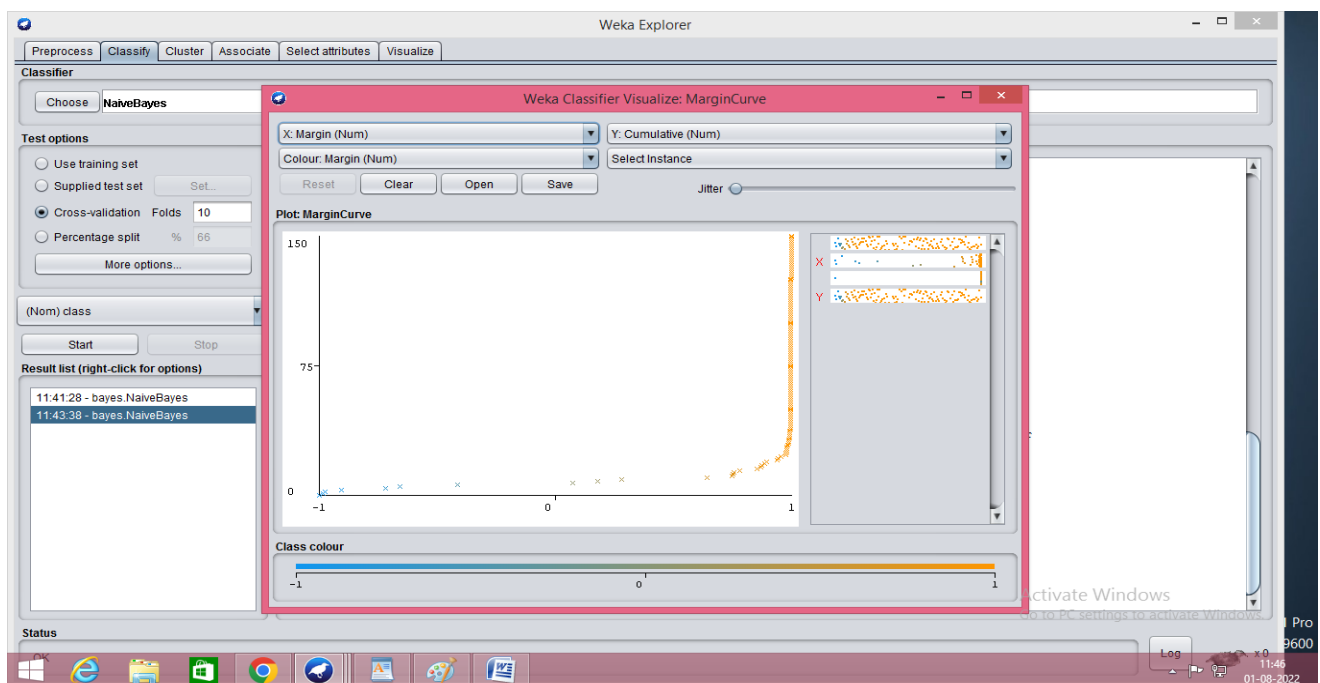 Weka Explorer
Preprocess Classify Cluster Associate Select attributes Visualize
Classifier
Choose NaiveBayes
Weka Classifier Visualize: MarginCurve
X: Margin (Num) Y: Cumulative (Num)
Colour: Margin (Num) Select Instance
Reset Clear Open Save Jitter
Plot: MarginCurve
150
75
0
-1 0 1
X
Y
Class colour
-1 0 1
Test options
Use training set
Supplied test set Set...
Cross-validation Folds 10
Percentage split % 66
More options...
(Nom) class
Start Stop
Result list (right-click for options)
11:41:28 - bayes.NaiveBayes
11:43:38 - bayes.NaiveBayes
Activate Windows
Go to PC settings to activate Windows.
Status
OK
Log x 0
Pro
9600
11:46
01-08-2022